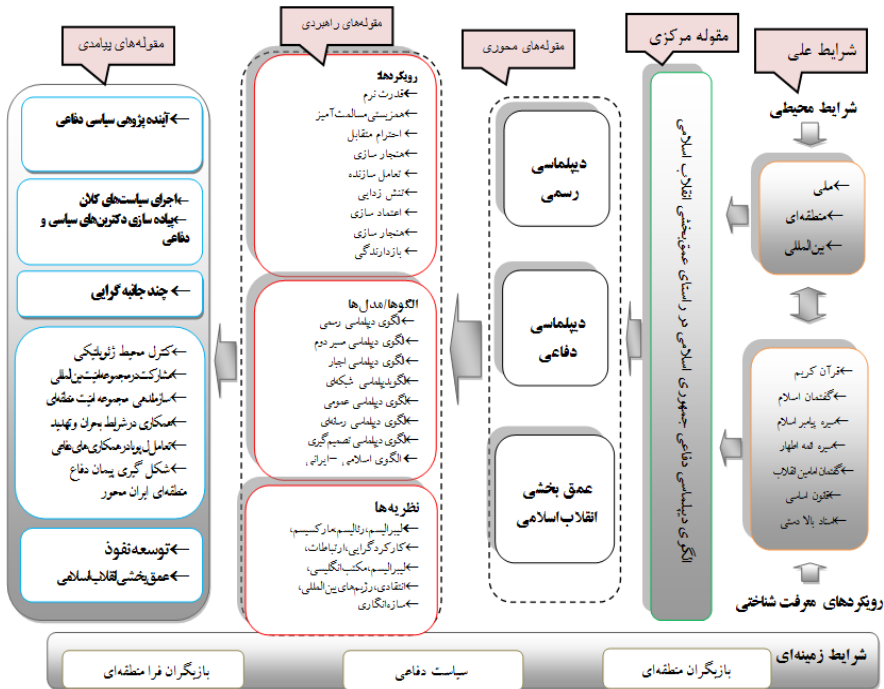 شرایط علی
مقوله مرکزی
مقوله‌های محوری
مقوله‌های راهبردی
مقوله‌های پیامدی
شرایط محیطی
←ملی
←منطقه‌ای
←بین‌المللی
←قرآن کریم
←گفتمان اسلام
←سیره پیامبر اسلام
←سیره ائمه اطهار
←گفتمان امامین انقلاب
←قانون اساسی
←اسناد بالا دستی
رویکردهای معرفت شناختی
الگوی دیپلماسی دفاعی جمهوری اسلامی در راستای عمق‌بخشی انقلاب اسلامی
دیپلماسی
رسمی
دیپلماسی
دفاعی
عمق بخشی
انقلاب اسلامی
رویکردها:
←قدرت نرم
←همزیستی مسالمت آمیز
←احترام متقابل
←هنجار سازی
←تعامل سازنده
←تنش زدایی
←اعتماد سازی
←هنجار سازی
←بازدارندگی
الگوها/مدل‌ها
←الگوی دیپلماسی رسمی
←الگوی دیپلماسی مسیر دوم
←الگوی دیپلماسی اجبار
←الگودیپلماسی شبکه‌ای
←الگوی دیپلماسی عمومی
←الگوی دیپلماسی رسانه‌ای
←الگوی دیپلماسی تصمیم‌گیری
←الگوی اسلامی –ایرانی
نظریه‌ها
←لیبرالیسم،رئالیسم،مارکسیسم،
←کارکردگرایی،ارتباطات،
←لیبرالیسم،مکتب‌انگلیسی،
←انتقادی،رژیم‌های بین‌المللی،
←سازه‌انگاری
←آینده پژوهی سیاسی دفاعی
←اجرای سیاست‌های کلان
←پیاده سازی دکترین‌های سیاسی و
دفاعی
← چند جانبه گرایی
←کنترل محیط ژئوپلتیکی
←مشارکت‌درمجموعه‌امنیت‌بین‌المللی
←سازماندهی مجموعه امنیت منطقه‌ای
←همکاری در شرایط بحران و تهدید
←تعامل پویا در همکاری‌های دفاعی
←شکل گیری پیمان دفاع
منطقه‌ای ایران محور
←توسعه نفوذ
←عمق‌بخشی‌انقلاب‌اسلامی
شرایط زمینه‌ای
بازیگران منطقه‌ای
سیاست دفاعی
بازیگران فرا منطقه‌ای